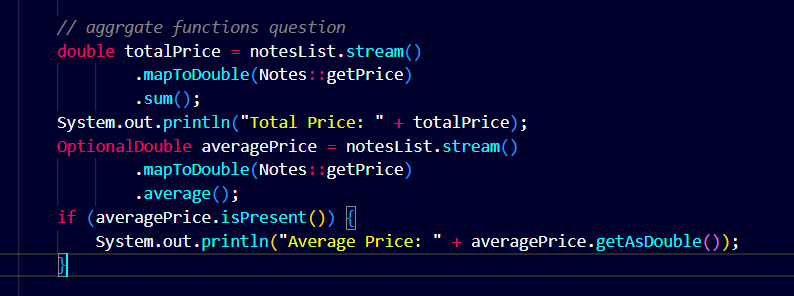 // aggrgate functions question
double totalPrice = notesList.stream()
.mapToDouble(Notes::getPrice)
.sum();
System.out.println("Total Price: " + totalPrice);
OptionalDouble averagePrice = notesList.stream()
.mapToDouble(Notes::getPrice)
.average();
if (averagePrice.isPresent()) {
System.out.println("Average Price: " + averagePrice.getAsDouble());
}